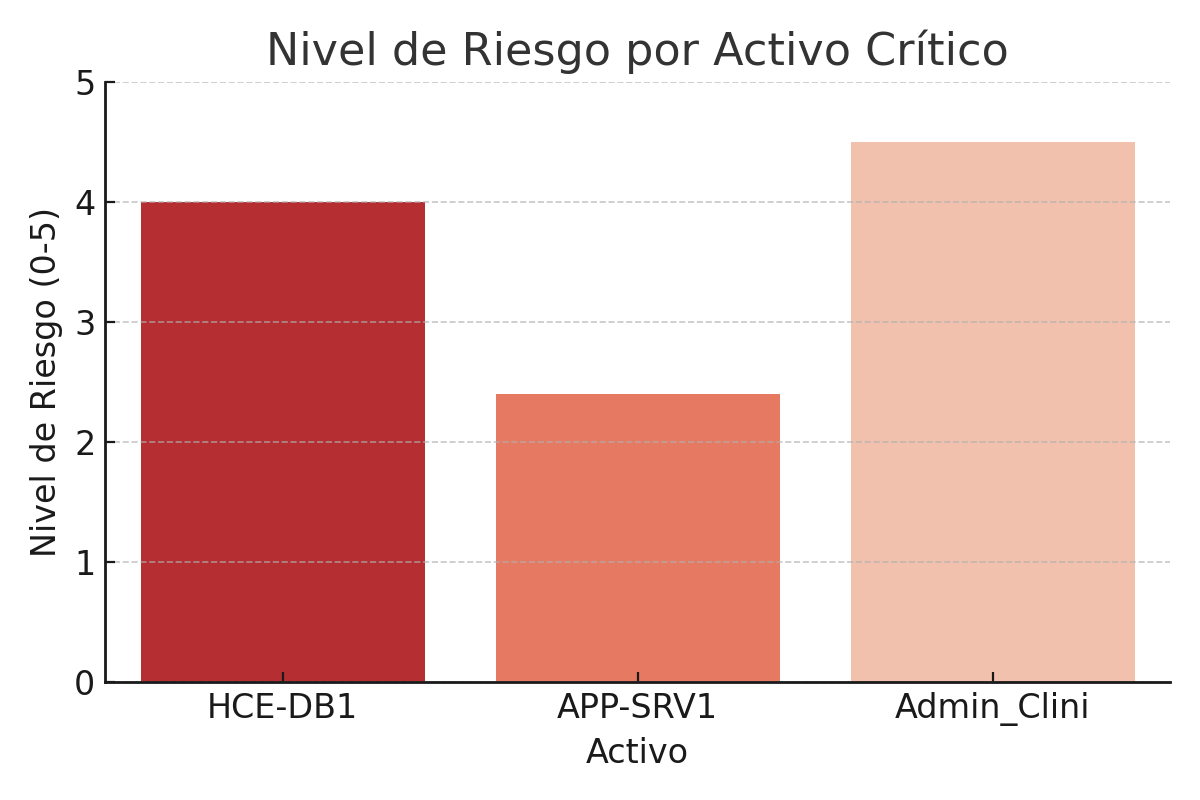 Nivel de Riesgo por Activo Crítico
Nivel de Riesgo (0-5)
5
4
3
2
1
0
HCE-DB1
APP-SRV1
Admin_Clini
Activo